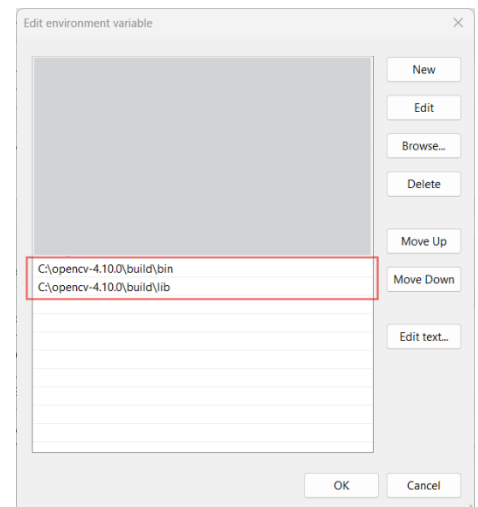 Edit environment variable
New
Edit
Browse...
Delete
Move Up
C:\opencv-4.10.0\build\bin
Move Down
C:\opencv-4.10.0\build\lib
Edit text...
OK
Cancel